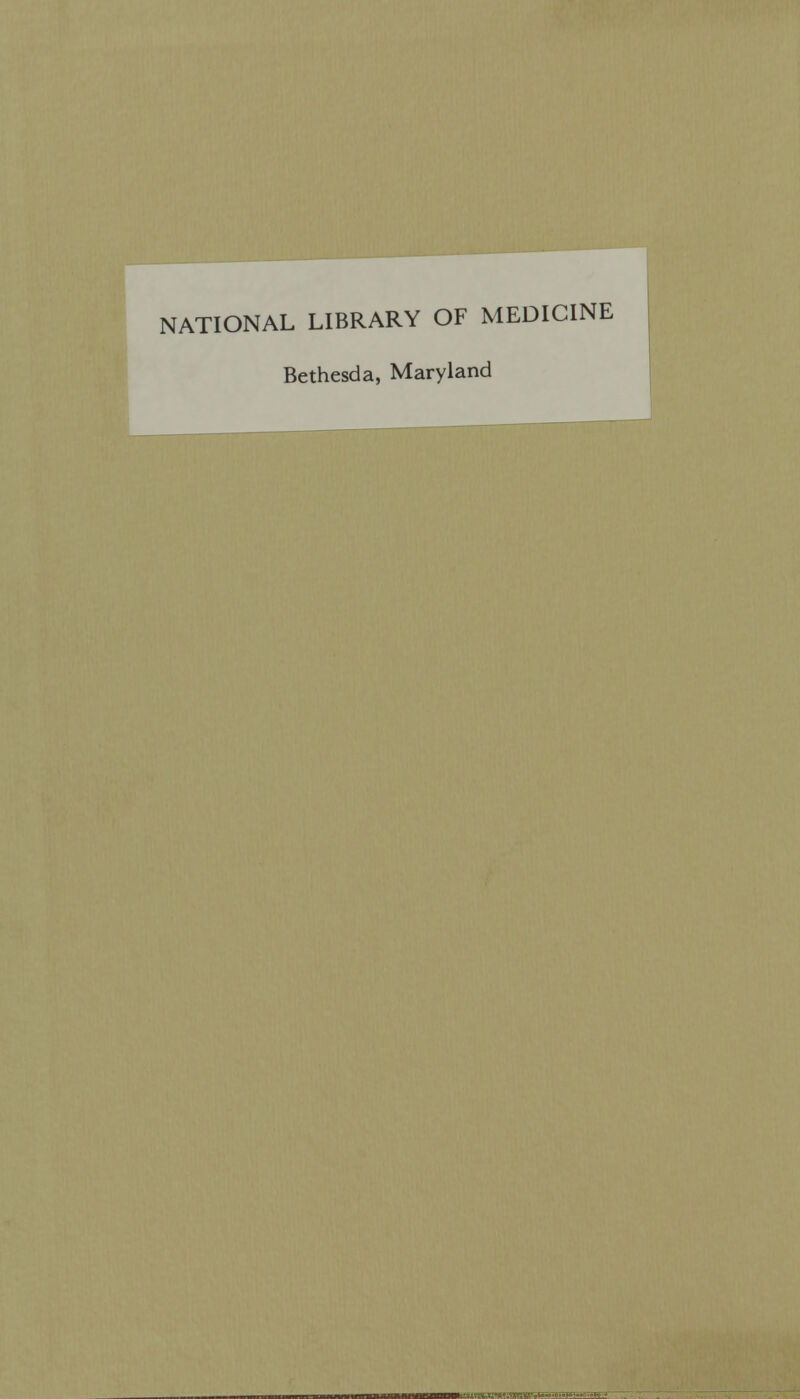 NATIONAL LIBRARY OF MEDICINE
Bethesda, Maryland